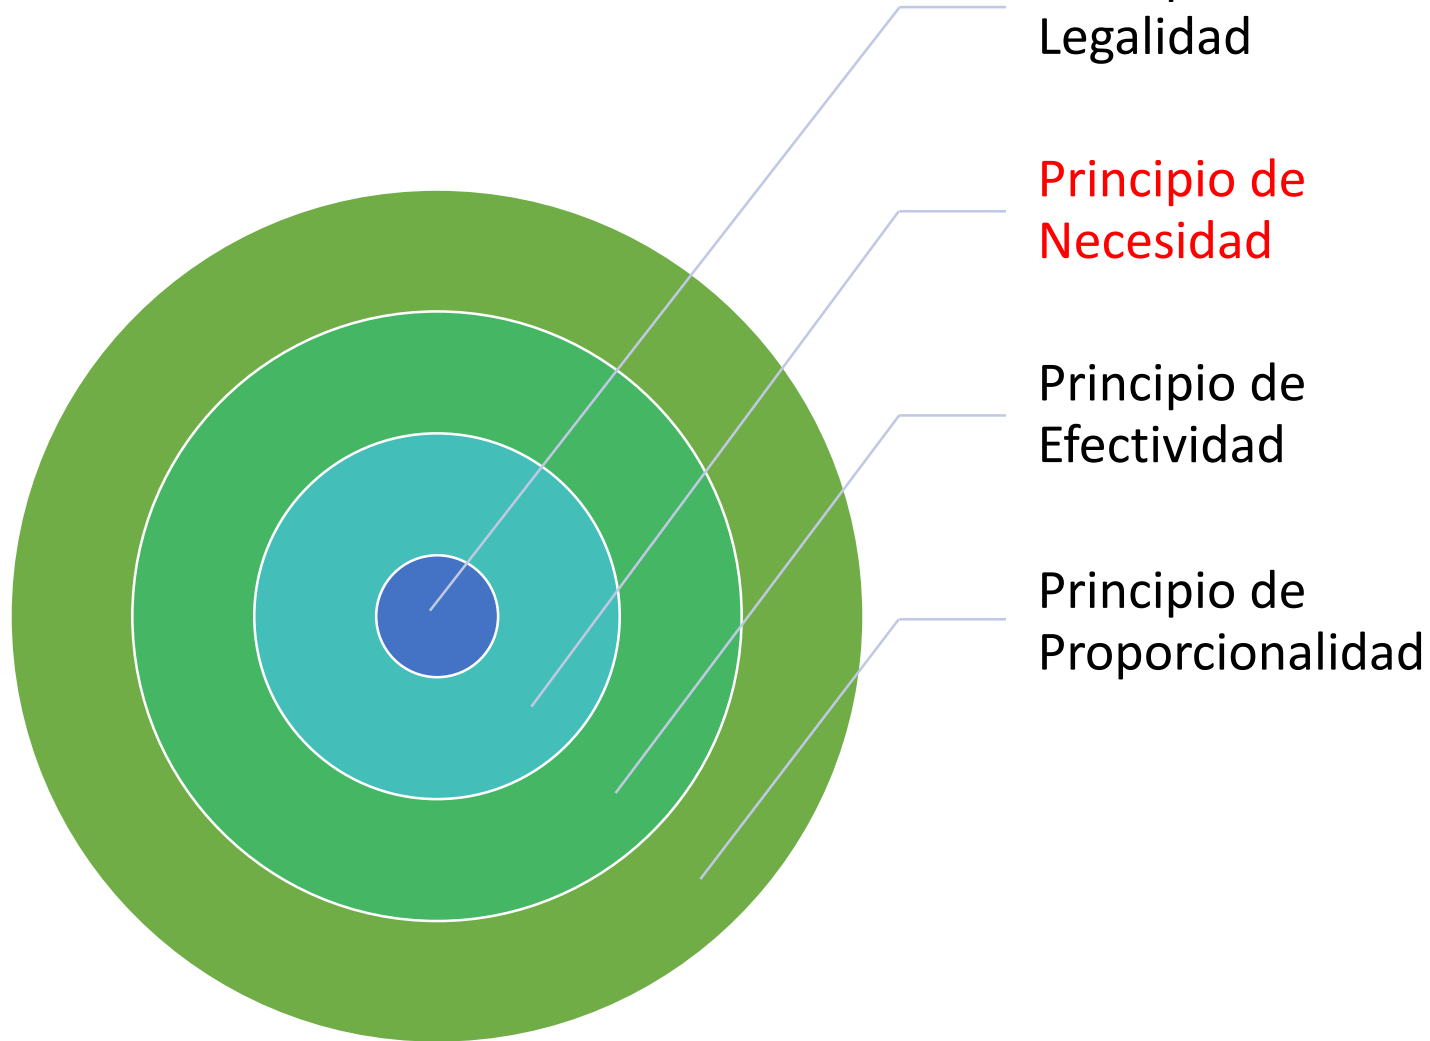 Legalidad
Principio de
Necesidad
Principio de
Efectividad
Principio de
Proporcionalidad